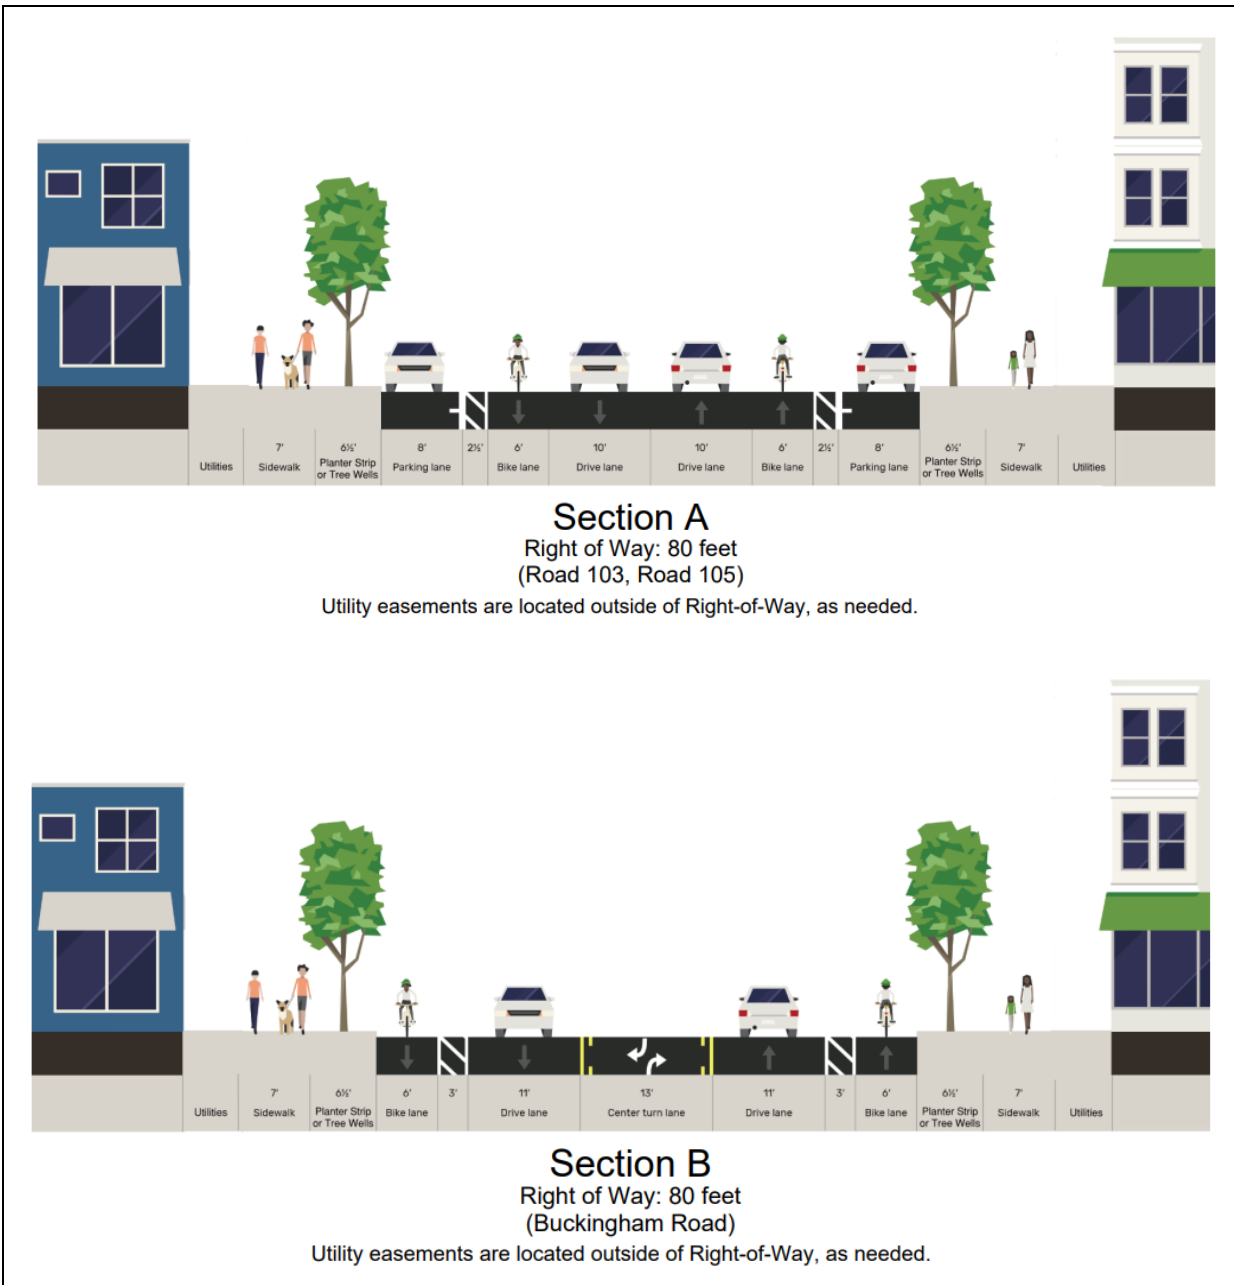 7' 6½' 8' 2½' 6' 10' 10' 6' 2½' 8' 6½' 7'
Utilities Sidewalk Planter Strip or Tree Wells Parking lane Bike lane Drive lane Drive lane Bike lane Parking lane Planter Strip or Tree Wells Sidewalk Utilities
Section A
Right of Way: 80 feet
(Road 103, Road 105)
Utility easements are located outside of Right-of-Way, as needed.
7' 6½' 6' 3' 11' 13' 11' 3' 6' 6½' 7'
Utilities Sidewalk Planter Strip or Tree Wells Bike lane Drive lane Center turn lane Drive lane Bike lane Planter Strip or Tree Wells Sidewalk Utilities
Section B
Right of Way: 80 feet
(Buckingham Road)
Utility easements are located outside of Right-of-Way, as needed.